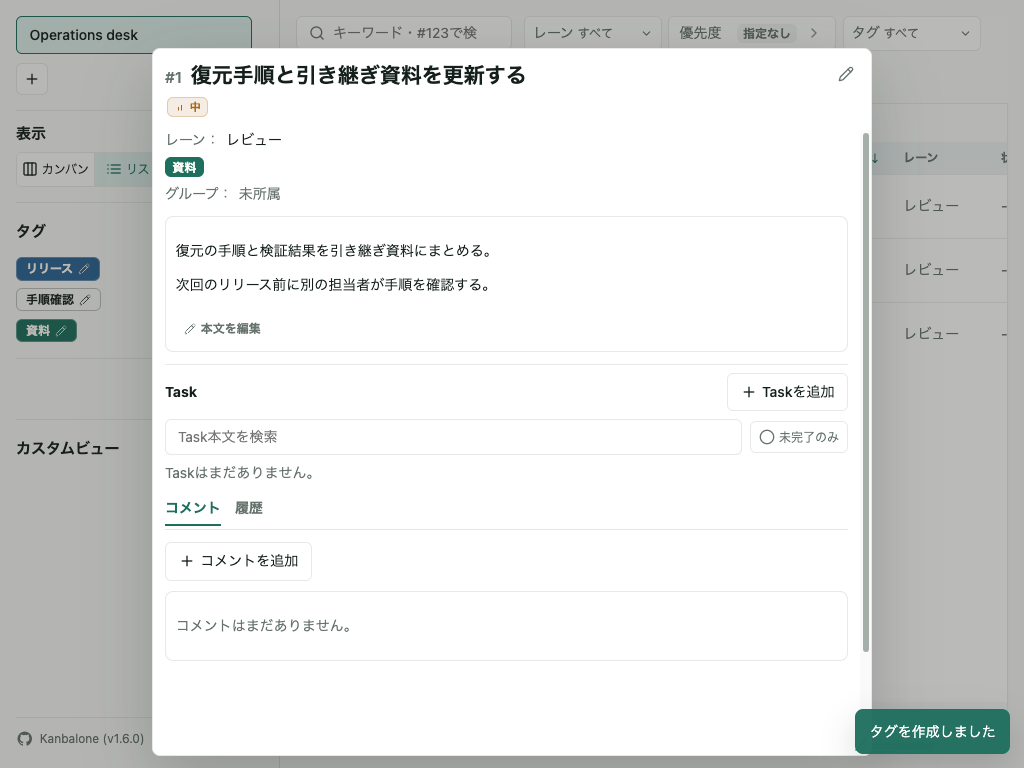 Operations desk
キーワード・#123で検
レーン すべて
優先度 指定なし
タグ すべて
表示
カンバン
リス
タグ
リリース
手順確認
資料
カスタムビュー
Kanbalone (v1.6.0)
#1 復元手順と引き継ぎ資料を更新する
中
レーン： レビュー
資料
グループ： 未所属
復元の手順と検証結果を引き継ぎ資料にまとめる。
次回のリリース前に別の担当者が手順を確認する。
本文を編集
Task
+ Taskを追加
Task本文を検索
未完了のみ
Taskはまだありません。
コメント 履歴
+ コメントを追加
コメントはまだありません。
↓ レーン
レビュー -
レビュー -
レビュー -
タグを作成しました